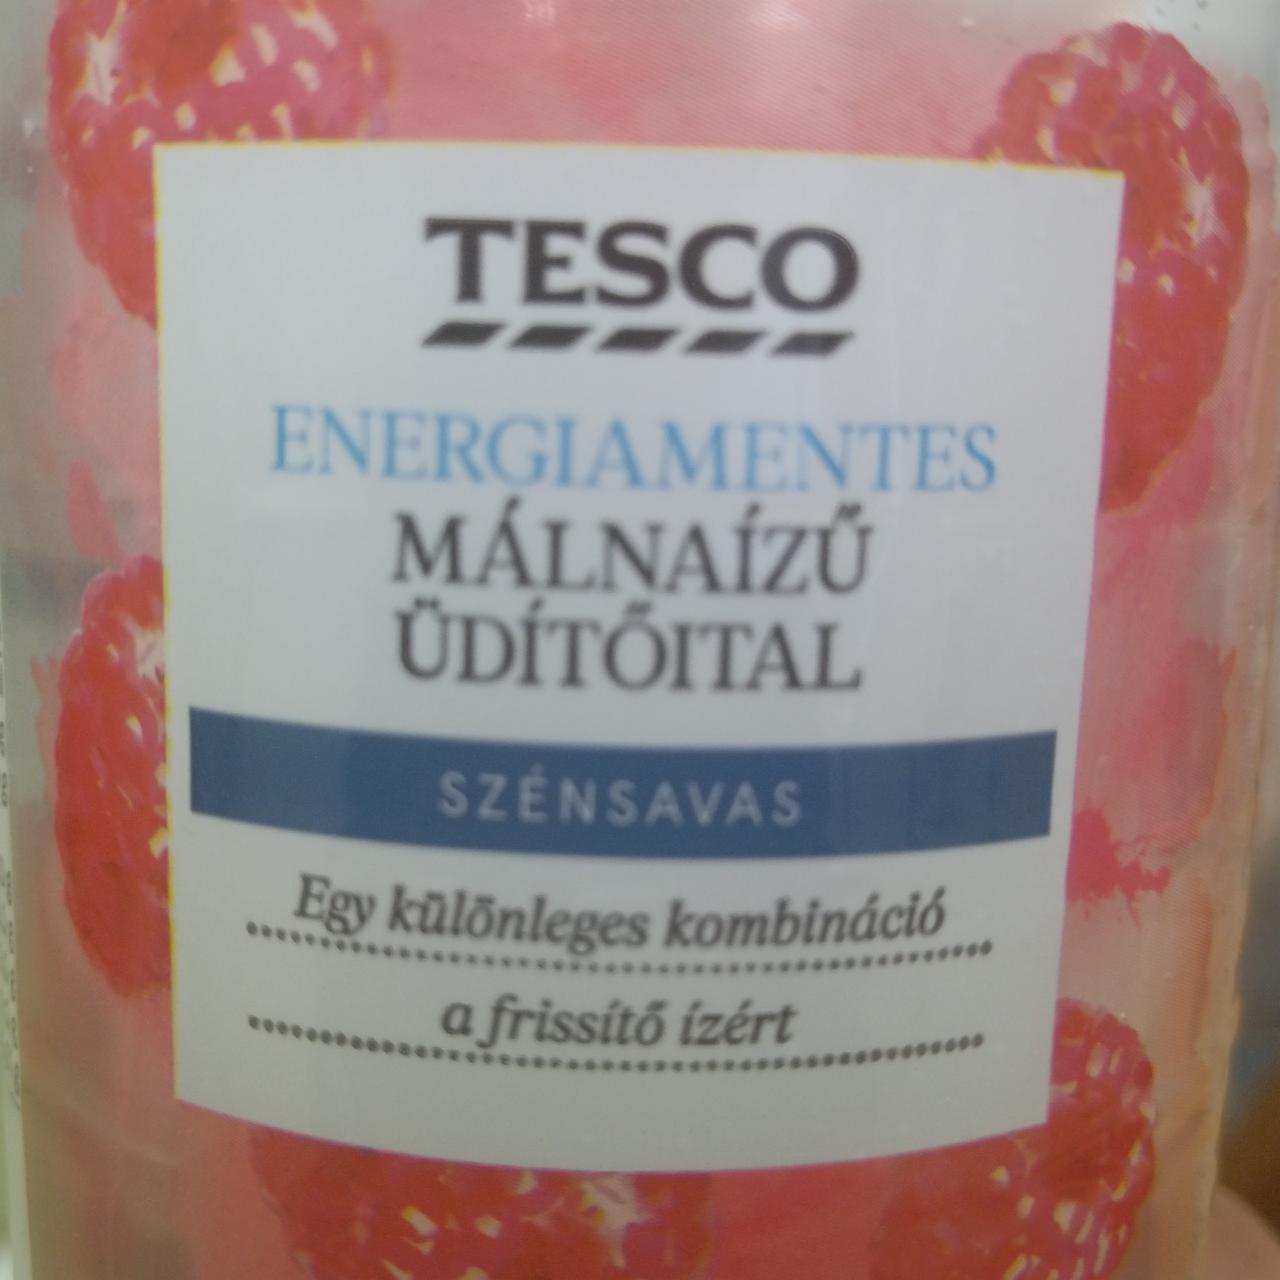 TESCO
ENERGIAMENTES
MÁLNAÍZŰ
ÜDÍTŐITAL
SZÉNSAVAS
Egy különleges kombináció
a frissítő ízért